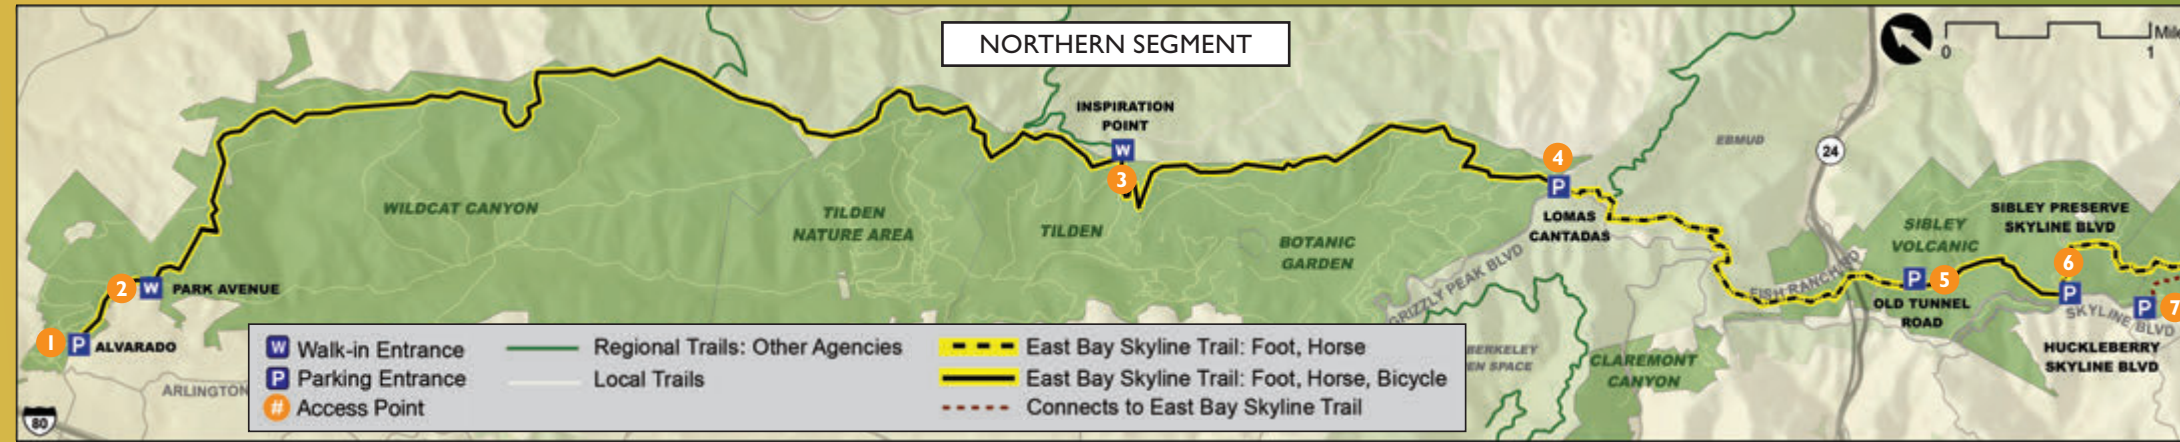 NORTHERN SEGMENT
0
1
24
EBMUD
INSPIRATION
POINT
W
3
4
P
LOMAS
CANTADAS
WILDCAT CANYON
TILDEN
NATURE AREA
TILDEN
BOTANIC
GARDEN
GRIZZLY PEAK BLVD
FISH RANCH RD
SIBLEY
VOLCANIC
SIBLEY PRESERVE
SKYLINE BLVD
6
P
P
5
OLD TUNNEL
ROAD
SKYLINE BLVD
P
7
HUCKLEBERRY
SKYLINE BLVD
2
W
PARK AVENUE
1
P
ALVARADO
ARLINGTON
80
CLAREMONT
CANYON
W
Walk-in Entrance
P
Parking Entrance
#
Access Point
Regional Trails: Other Agencies
Local Trails
East Bay Skyline Trail: Foot, Horse
East Bay Skyline Trail: Foot, Horse, Bicycle
Connects to East Bay Skyline Trail
BERKELEY
SPACE